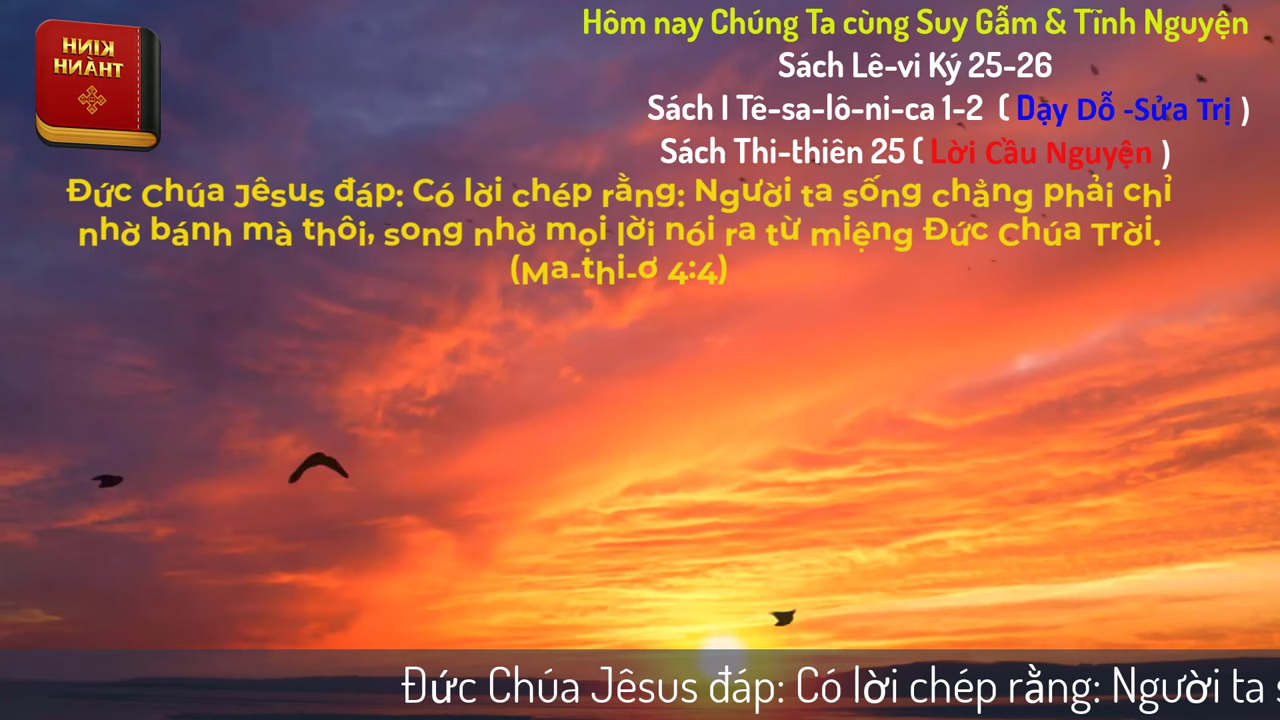 KINH
THÀNH
Hôm nay Chúng Ta cùng Suy Gẫm & Tĩnh Nguyện
Sách Lê-vi Ký 25-26
Sách I Tê-sa-lô-ni-ca 1-2 ( Dạy Dỗ -Sửa Trị )
Sách Thi-thiên 25 ( Lời Cầu Nguyện )
Đức Chúa Jêsus đáp: Có lời chép rằng: Người ta sống chẳng phải chỉ
nhờ bánh mà thôi, song nhờ mọi lời nói ra từ miệng Đức Chúa Trời.
(Ma-thi-ơ 4:4)
Đức Chúa Jêsus đáp: Có lời chép rằng: Người ta